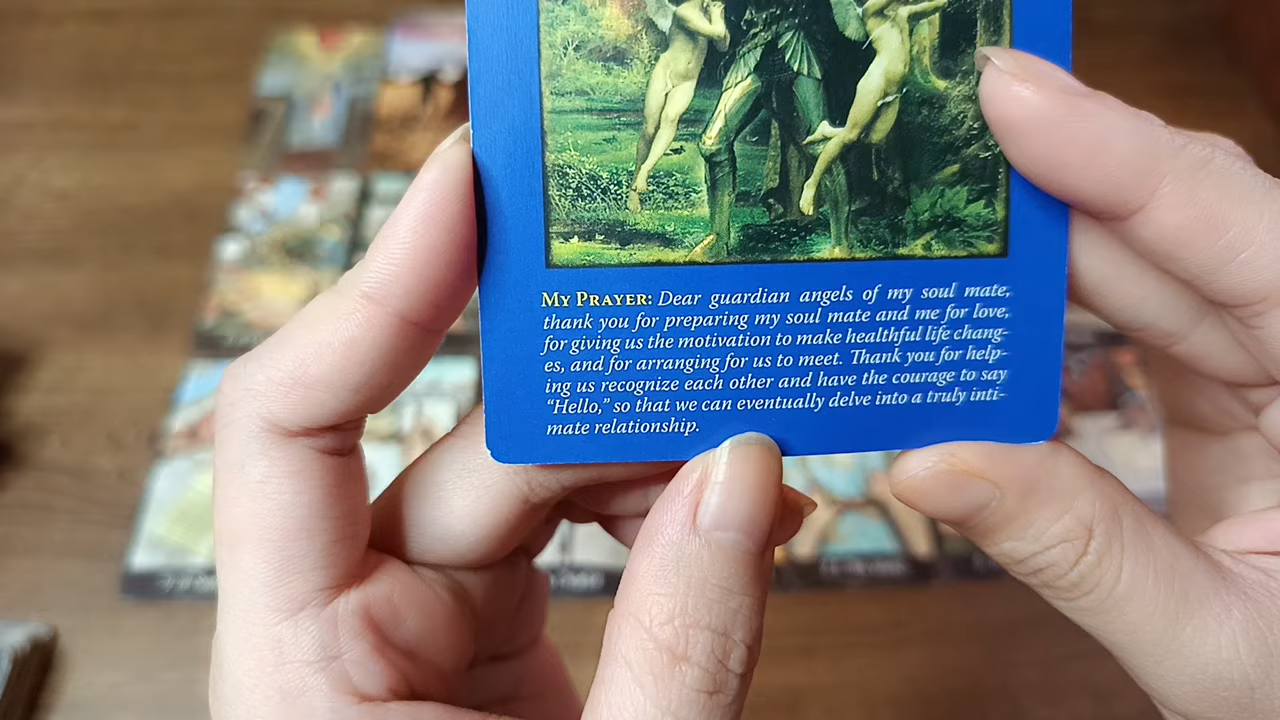 MY PRAYER: Dear guardian angels of my soul mate,
thank you for preparing my soul mate and me for love,
for giving us the motivation to make healthful life chang-
es, and for arranging for us to meet. Thank you for help-
ing us recognize each other and have the courage to say
“Hello,” so that we can eventually delve into a truly inti-
mate relationship.